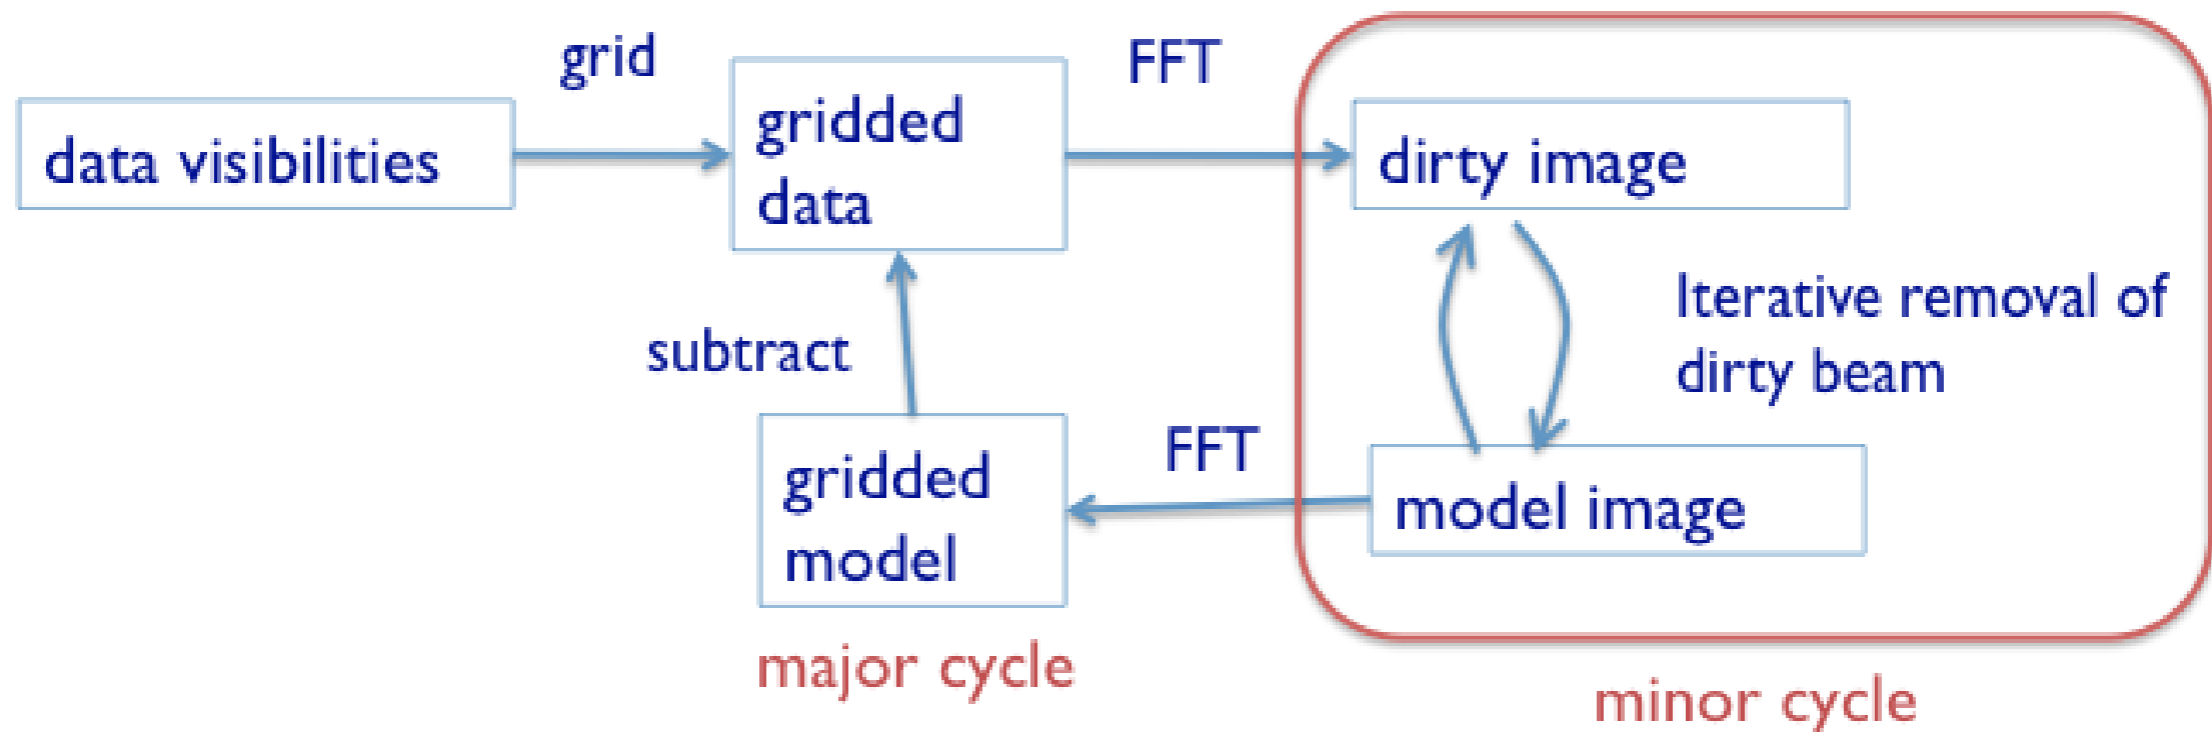 grid
FFT
data visibilities
gridded
data
dirty image
subtract
Iterative removal of
dirty beam
gridded
model
FFT
model image
major cycle
minor cycle